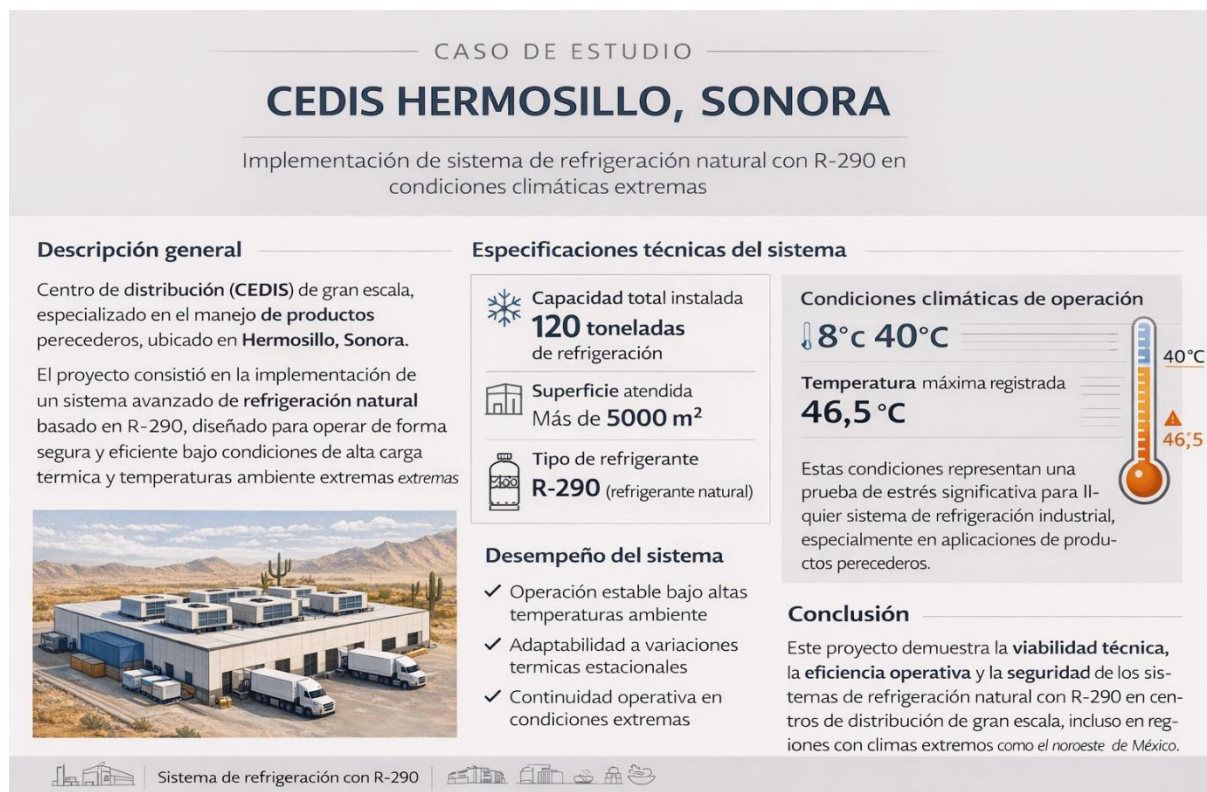 CASO DE ESTUDIO
CEDIS HERMOSILLO, SONORA
Implementación de sistema de refrigeración natural con R-290 en
condiciones climáticas extremas
Descripción general
Centro de distribución (CEDIS) de gran escala,
especializado en el manejo de productos
perecederos, ubicado en Hermosillo, Sonora.
El proyecto consistió en la implementación de
un sistema avanzado de refrigeración natural
basado en R-290, diseñado para operar de forma
segura y eficiente bajo condiciones de alta carga
térmica y temperaturas ambiente extremas extremas
Especificaciones técnicas del sistema
Capacidad total instalada
120 toneladas
de refrigeración
Superficie atendida
Más de 5000 m²
Tipo de refrigerante
R-290 (refrigerante natural)
Desempeño del sistema
✓ Operación estable bajo altas
temperaturas ambiente
✓ Adaptabilidad a variaciones
termicas estacionales
✓ Continuidad operativa en
condiciones extremas
Condiciones climáticas de operación
8°c 40°C
Temperatura máxima registrada
46,5 °C
40°C
46,5
Estas condiciones representan una
prueba de estrés significativa para ll-
quier sistema de refrigeración industrial,
especialmente en aplicaciones de produ-
ctos perecederos.
Conclusión
Este proyecto demuestra la viabilidad técnica,
la eficiencia operativa y la seguridad de los sis-
temas de refrigeración natural con R-290 en cen-
tros de distribución de gran escala, incluso en reg-
iones con climas extremos como el noroeste de México.
Sistema de refrigeración con R-290